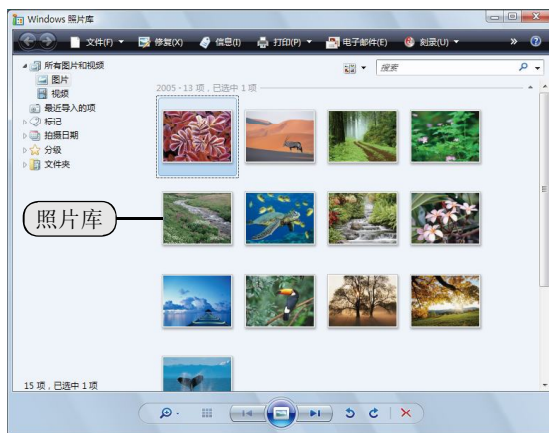 Windows 照片库
文件(F) 修复(X) 信息(I) 打印(P) 电子邮件(E) 刻录(U) »
所有图片和视频
图片
视频
最近导入的项
标记
拍摄日期
分级
文件夹
搜索
2005 - 13 项，已选中 1 项
照片库
15 项，已选中 1 项